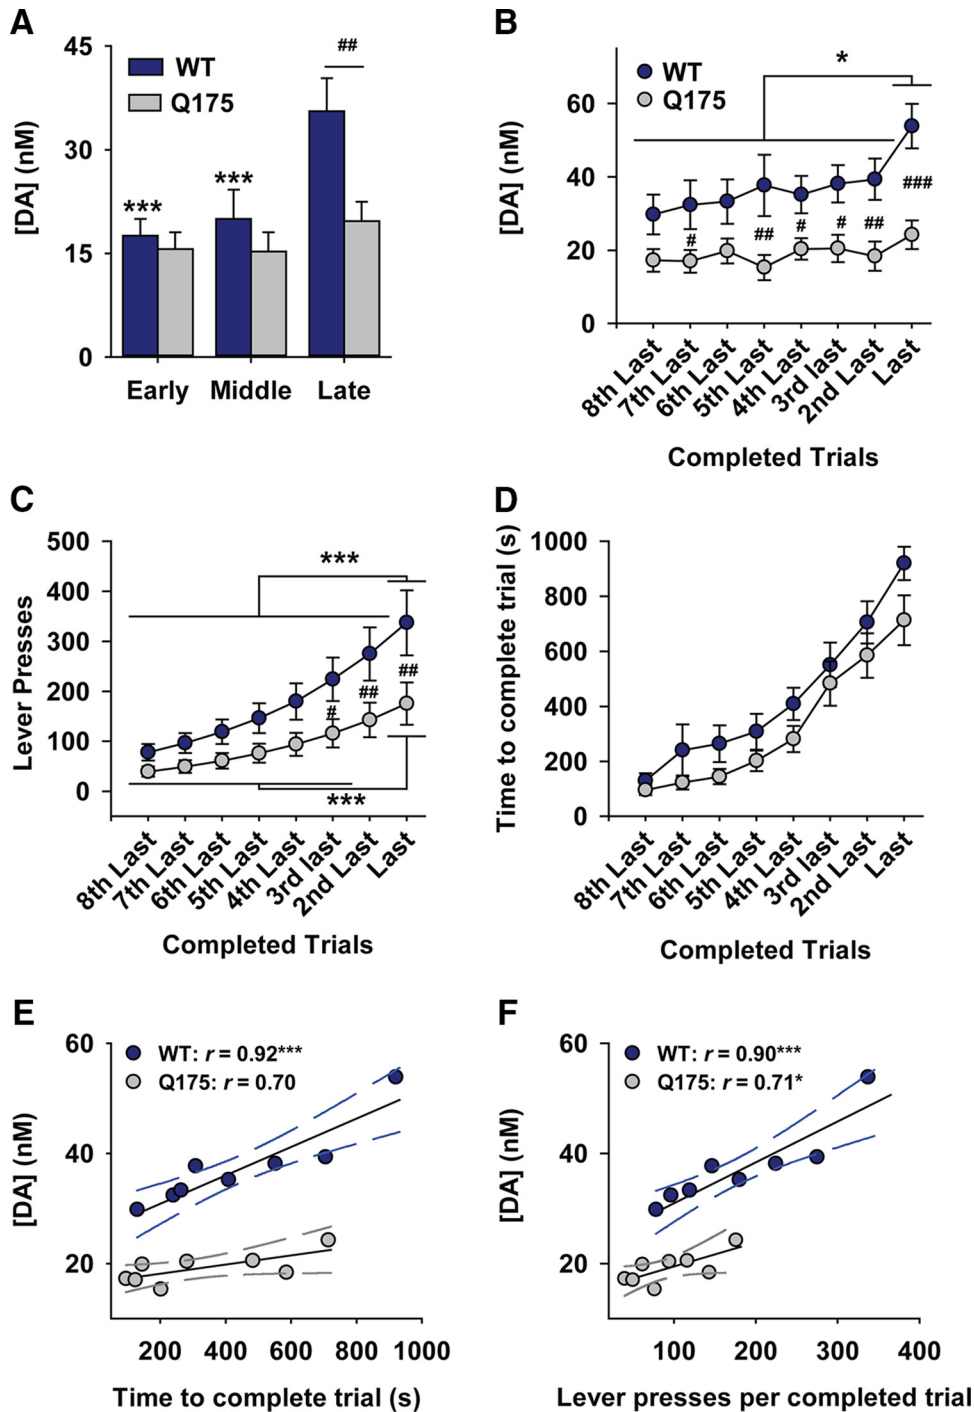 A
[DA] (nM)
45
30
15
0
WT
Q175
##
***
***
Early Middle Late
B
[DA] (nM)
60
40
20
0
WT
Q175
*
###
# ## # # ##
8th Last
7th Last
6th Last
5th Last
4th Last
3rd last
2nd Last
Last
Completed Trials
C
Lever Presses
500
400
300
200
100
0
***
# ## ##
***
8th Last
7th Last
6th Last
5th Last
4th Last
3rd last
2nd Last
Last
Completed Trials
D
Time to complete trial (s)
1000
800
600
400
200
0
8th Last
7th Last
6th Last
5th Last
4th Last
3rd last
2nd Last
Last
Completed Trials
E
[DA] (nM)
60
40
20
WT: r = 0.92***
Q175: r = 0.70
200 400 600 800 1000
Time to complete trial (s)
F
[DA] (nM)
60
40
20
WT: r = 0.90***
Q175: r = 0.71*
100 200 300 400
Lever presses per completed trial